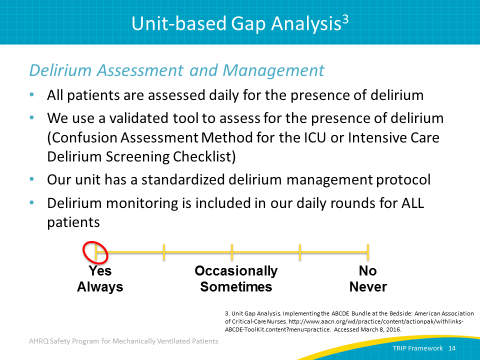 Unit-based Gap Analysis3
Delirium Assessment and Management
• All patients are assessed daily for the presence of delirium
• We use a validated tool to assess for the presence of delirium
(Confusion Assessment Method for the ICU or Intensive Care
Delirium Screening Checklist)
• Our unit has a standardized delirium management protocol
• Delirium monitoring is included in our daily rounds for ALL
patients
Yes
Always
Occasionally
Sometimes
No
Never
3. Unit Gap Analysis. Implementing the ABCDE Bundle at the Bedside: American Association
of Critical-Care Nurses. http://www.aacn.org/wd/practice/content/actionpak/withlinks-
ABCDE-ToolKit.content?menu=practice. Accessed March 8, 2016.
AHRQ Safety Program for Mechanically Ventilated Patients
TRIP Framework 14